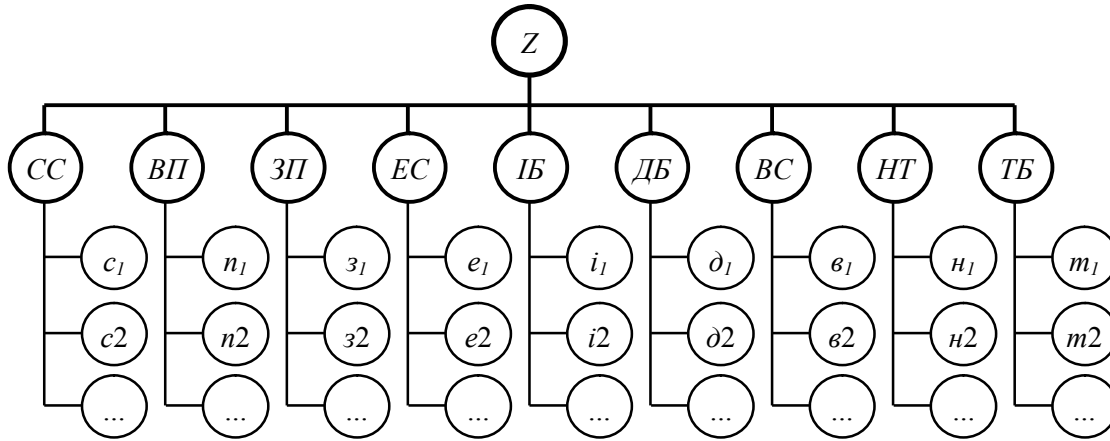 Z
СС ВП ЗП ЕС ІБ ДБ ВС НТ ТБ
с1 п1 з1 е1 і1 д1 в1 н1 т1
с2 п2 з2 е2 і2 д2 в2 н2 т2
... ... ... ... ... ... ... ... ...